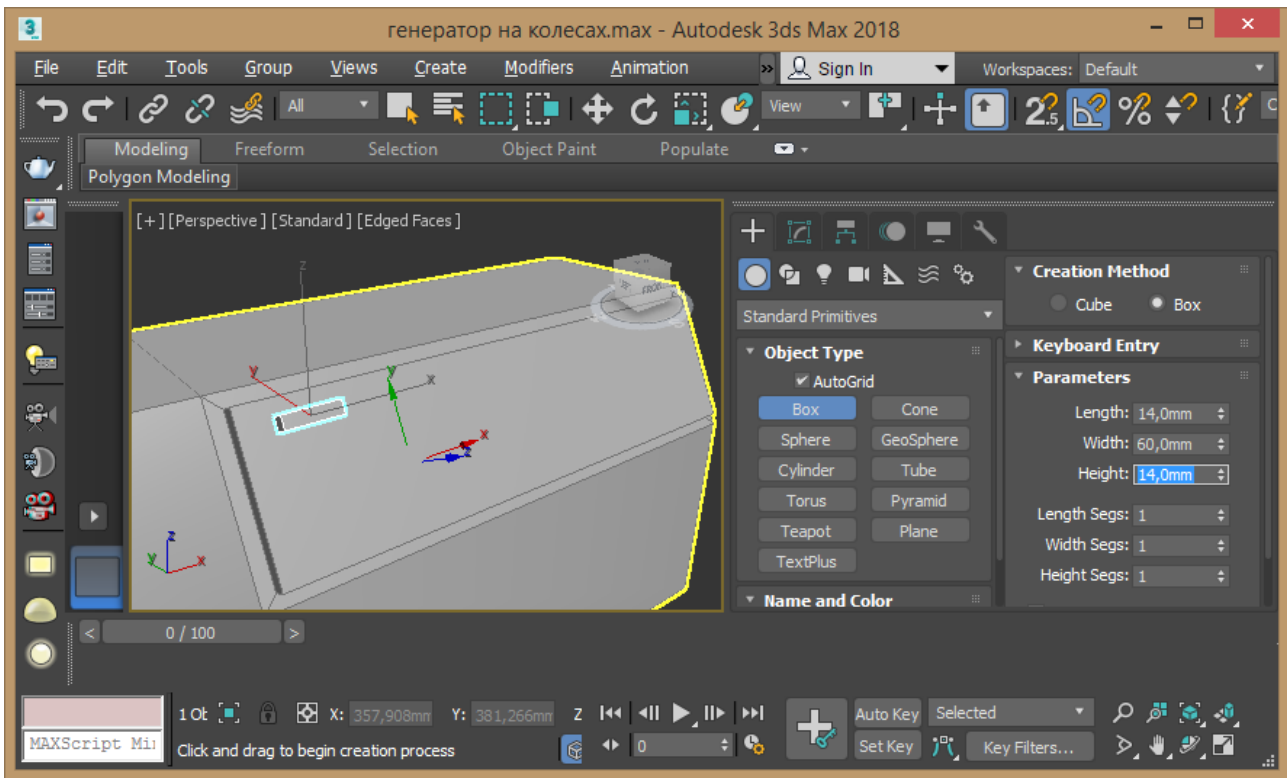 генератор на колесах.max - Autodesk 3ds Max 2018
File Edit Tools Group Views Create Modifiers Animation » Sign In Workspaces: Default
All View 2.5 %
Modeling Freeform Selection Object Paint Populate
Polygon Modeling
[+] [Perspective] [Standard] [Edged Faces]
z
y x
y x
z
z
y x
Standard Primitives
Object Type
AutoGrid
Box Cone
Sphere GeoSphere
Cylinder Tube
Torus Pyramid
Teapot Plane
TextPlus
Name and Color
Creation Method
Cube Box
Keyboard Entry
Parameters
Length: 14,0mm
Width: 60,0mm
Height: 14,0mm
Length Segs: 1
Width Segs: 1
Height Segs: 1
< 0 / 100 >
1 Ob X: 357,908mm Y: 381,266mm Z
Auto Key Selected
MAXScript Mi
Click and drag to begin creation process
0
Set Key Key Filters...